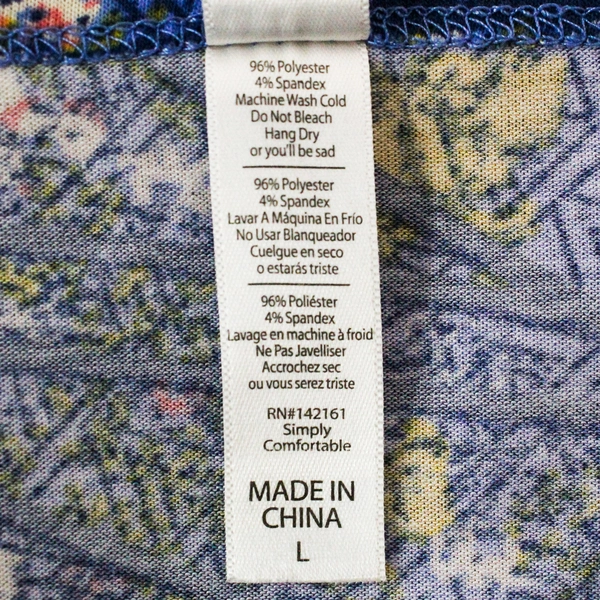 96% Polyester
4% Spandex
Machine Wash Cold
Do Not Bleach
Hang Dry
or you'll be sad
96% Polyester
4% Spandex
Lavar A Máquina En Frío
No Usar Blanqueador
Cuelgue en seco
o estarás triste
96% Poliéster
4% Spandex
Lavage en machine à froid
Ne Pas Javelliser
Accrochez sec
ou vous serez triste
RN#142161
Simply
Comfortable
MADE IN
CHINA
L